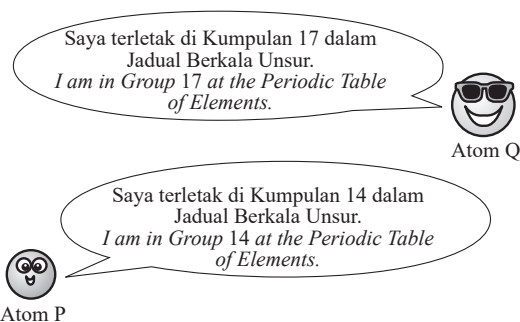 Saya terletak di Kumpulan 17 dalam
Jadual Berkala Unsur.
I am in Group 17 at the Periodic Table
of Elements.
Atom Q
Saya terletak di Kumpulan 14 dalam
Jadual Berkala Unsur.
I am in Group 14 at the Periodic Table
of Elements.
Atom P